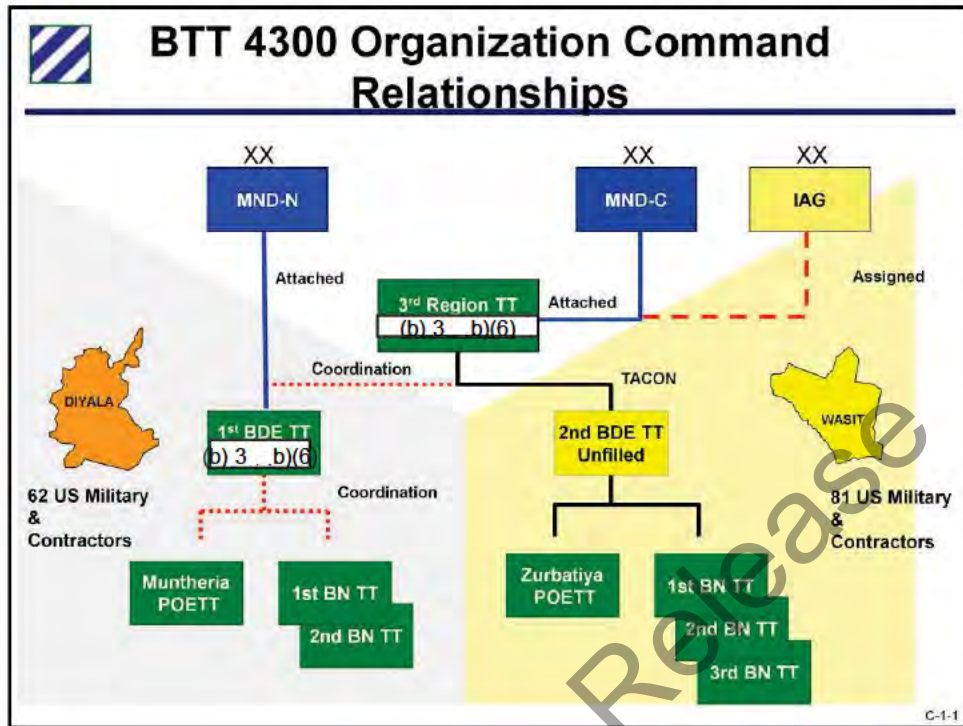 BTT 4300 Organization Command
Relationships
XX
XX
XX
MND-N
MND-C
IAG
Attached
Assigned
3rd Region TT
Attached
(b) 3 . . b)(6)
Coordination
TACON
DIYALA
WASIT
1st BDE TT
(b) 3 . . b)(6)
2nd BDE TT
Unfilled
62 US Military
&
Contractors
Coordination
81 US Military
&
Contractors
Muntheria
POETT
1st BN TT
2nd BN TT
Zurbatiya
POETT
1st BN TT
2nd BN TT
3rd BN TT
Release
C-1-1